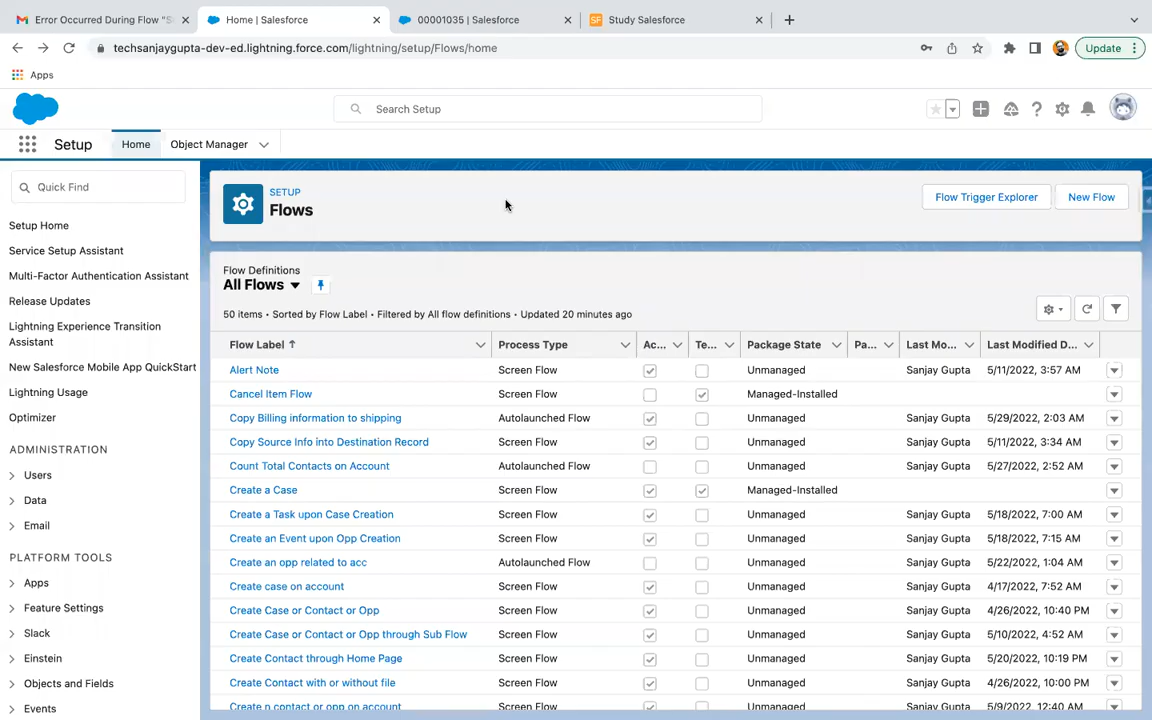 Error Occurred During Flow "S
Home | Salesforce
00001035 | Salesforce
SF
Study Salesforce
techsanjaygupta-dev-ed.lightning.force.com/lightning/setup/Flows/home
Update
Apps
Search Setup
Setup
Home
Object Manager
Quick Find
Setup Home
Service Setup Assistant
Multi-Factor Authentication Assistant
Release Updates
Lightning Experience Transition
Assistant
New Salesforce Mobile App QuickStart
Lightning Usage
Optimizer
ADMINISTRATION
Users
Data
Email
PLATFORM TOOLS
Apps
Feature Settings
Slack
Einstein
Objects and Fields
Events
SETUP
Flows
Flow Trigger Explorer
New Flow
Flow Definitions
All Flows
50 items • Sorted by Flow Label • Filtered by All flow definitions • Updated 20 minutes ago
Flow Label ↑ Process Type Ac... Te... Package State Pa... Last Mo... Last Modified D...
Alert Note Screen Flow Unmanaged Sanjay Gupta 5/11/2022, 3:57 AM
Cancel Item Flow Screen Flow Managed-Installed
Copy Billing information to shipping Autolaunched Flow Unmanaged Sanjay Gupta 5/29/2022, 2:03 AM
Copy Source Info into Destination Record Screen Flow Unmanaged Sanjay Gupta 5/11/2022, 3:34 AM
Count Total Contacts on Account Autolaunched Flow Unmanaged Sanjay Gupta 5/27/2022, 2:52 AM
Create a Case Screen Flow Managed-Installed
Create a Task upon Case Creation Screen Flow Unmanaged Sanjay Gupta 5/18/2022, 7:00 AM
Create an Event upon Opp Creation Screen Flow Unmanaged Sanjay Gupta 5/18/2022, 7:15 AM
Create an opp related to acc Autolaunched Flow Unmanaged Sanjay Gupta 5/22/2022, 1:04 AM
Create case on account Screen Flow Unmanaged Sanjay Gupta 4/17/2022, 7:52 AM
Create Case or Contact or Opp Screen Flow Unmanaged Sanjay Gupta 4/26/2022, 10:40 PM
Create Case or Contact or Opp through Sub Flow Screen Flow Unmanaged Sanjay Gupta 5/10/2022, 4:52 AM
Create Contact through Home Page Screen Flow Unmanaged Sanjay Gupta 5/20/2022, 10:19 PM
Create Contact with or without file Screen Flow Unmanaged Sanjay Gupta 4/26/2022, 10:00 PM
Create n contact or opp on account Screen Flow Unmanaged Sanjay Gupta 5/9/2022, 12:40 AM